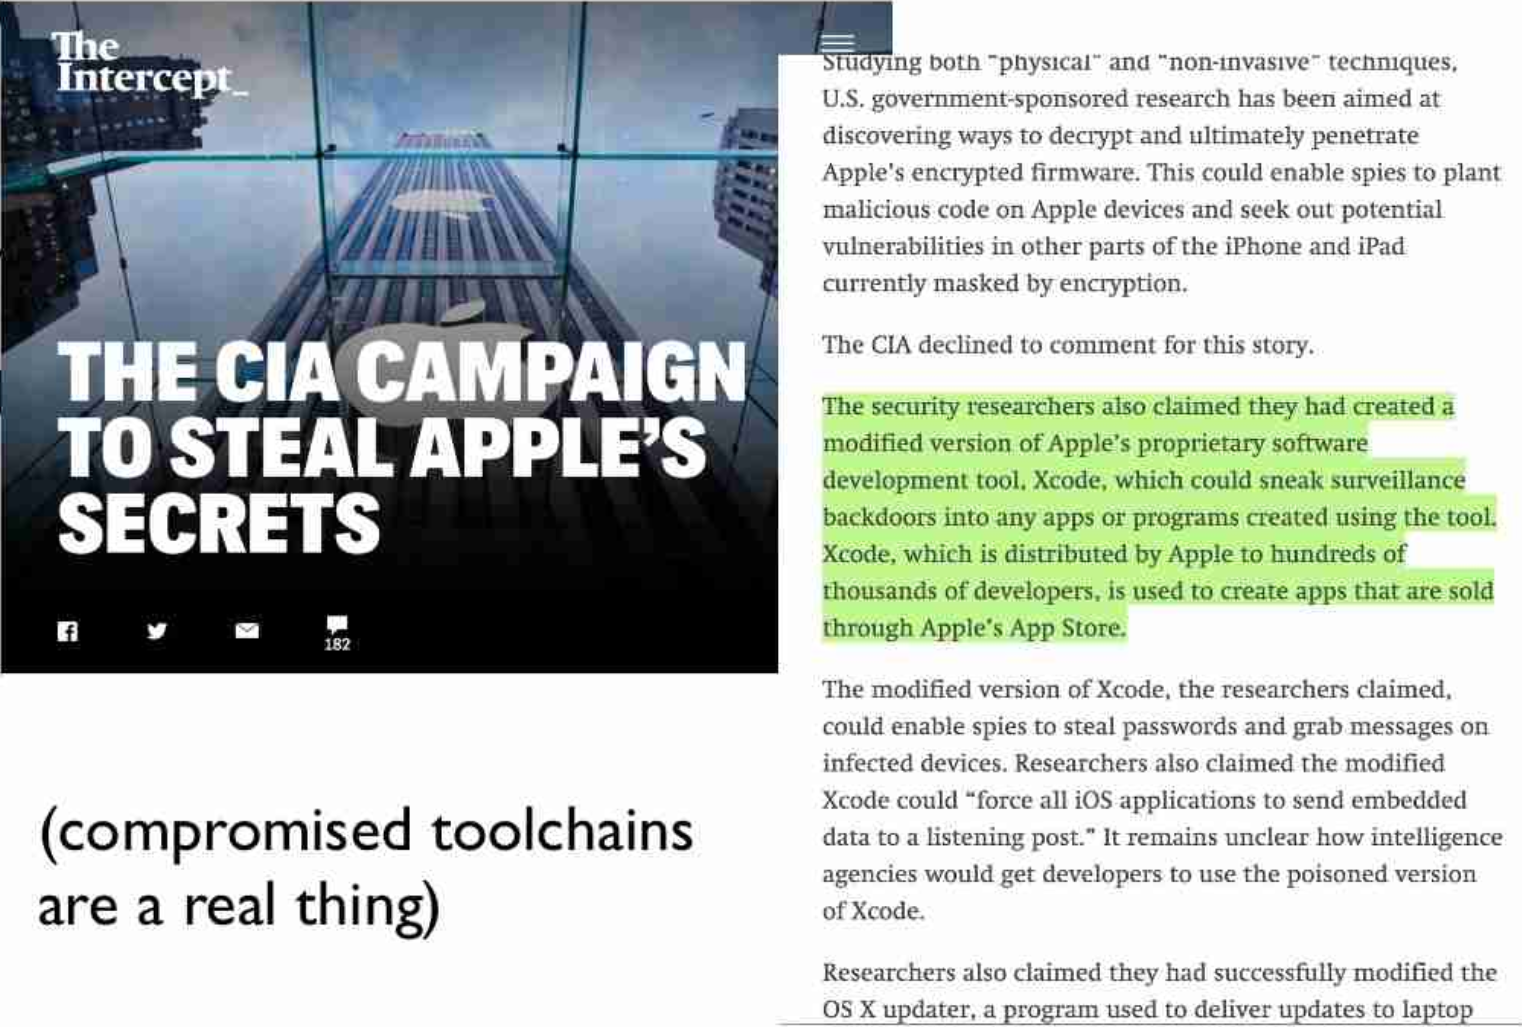 The
Intercept_
THE CIA CAMPAIGN
TO STEAL APPLE'S
SECRETS
182
(compromised toolchains
are a real thing)
Studying both "physical" and "non-invasive" techniques,
U.S. government-sponsored research has been aimed at
discovering ways to decrypt and ultimately penetrate
Apple's encrypted firmware. This could enable spies to plant
malicious code on Apple devices and seek out potential
vulnerabilities in other parts of the iPhone and iPad
currently masked by encryption.
The CIA declined to comment for this story.
The security researchers also claimed they had created a
modified version of Apple's proprietary software
development tool, Xcode, which could sneak surveillance
backdoors into any apps or programs created using the tool.
Xcode, which is distributed by Apple to hundreds of
thousands of developers, is used to create apps that are sold
through Apple's App Store.
The modified version of Xcode, the researchers claimed,
could enable spies to steal passwords and grab messages on
infected devices. Researchers also claimed the modified
Xcode could "force all iOS applications to send embedded
data to a listening post." It remains unclear how intelligence
agencies would get developers to use the poisoned version
of Xcode.
Researchers also claimed they had successfully modified the
OS X updater, a program used to deliver updates to laptop